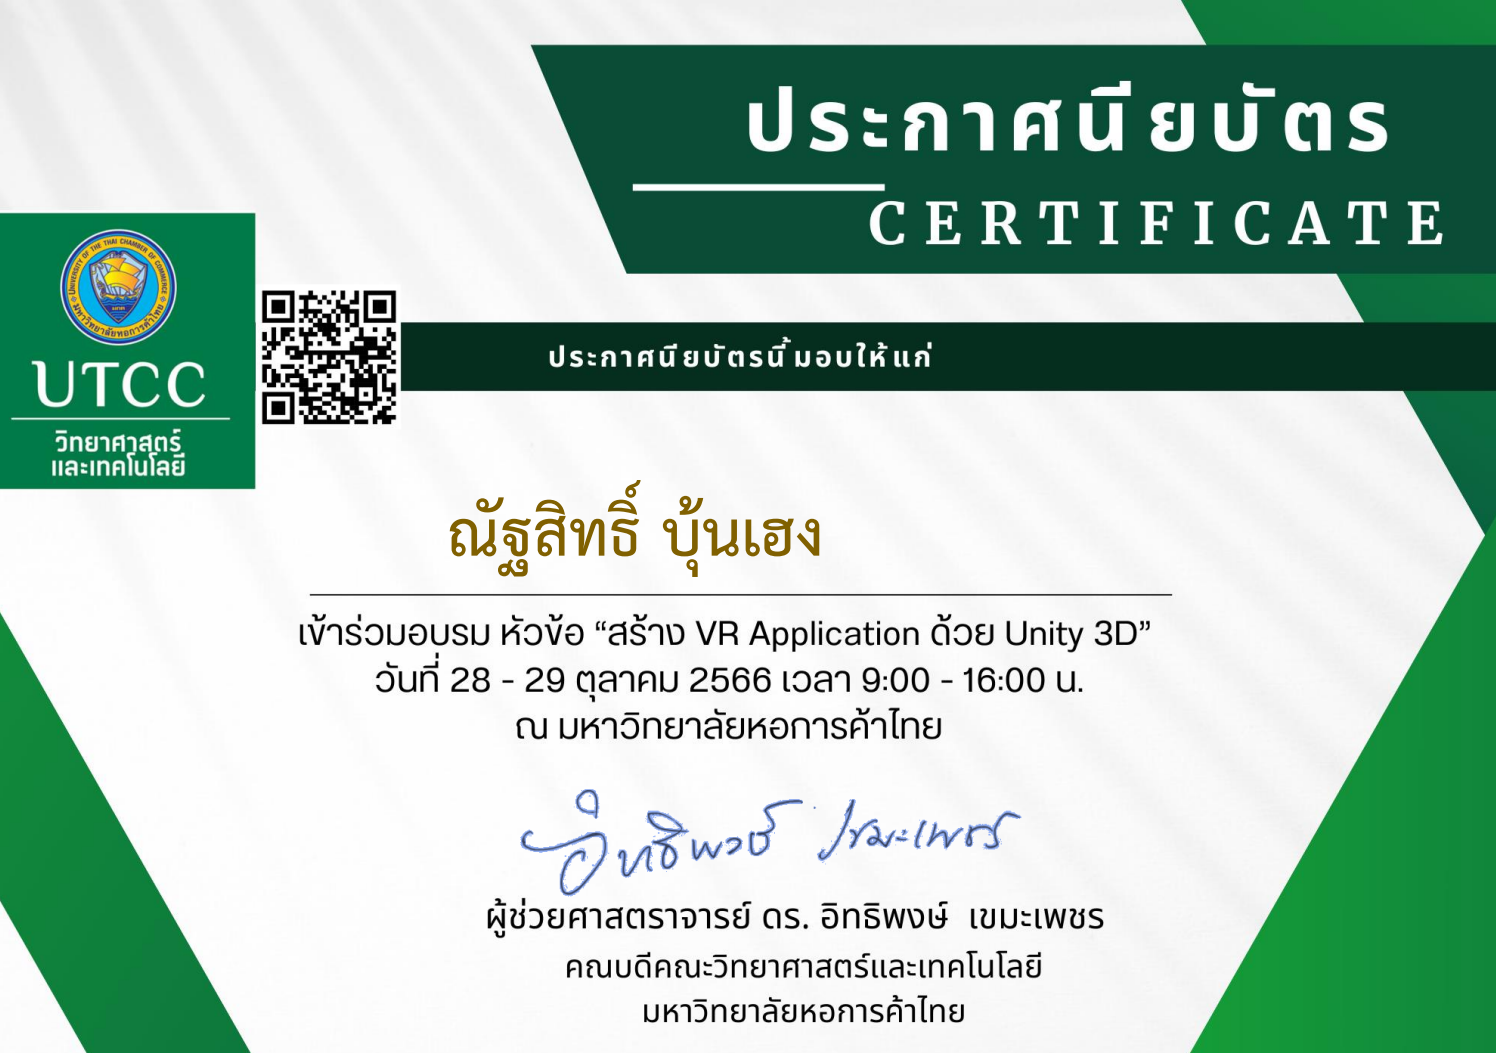 ประกาศนียบัตร
CERTIFICATE
UNIVERSITY OF THE THAI CHAMBER OF COMMERCE
มหาวิทยาลัยหอการค้าไทย
UTCC
วิทยาศาสตร์
และเทคโนโลยี
ประกาศนียบัตรนี้มอบให้แก่
ณัฐสิทธิ์ บุ้นเฮง
เข้าร่วมอบรม หัวข้อ “สร้าง VR Application ด้วย Unity 3D”
วันที่ 28 - 29 ตุลาคม 2566 เวลา 9:00 - 16:00 น.
ณ มหาวิทยาลัยหอการค้าไทย
อิทธิพงษ์ เขมะเพชร
ผู้ช่วยศาสตราจารย์ ดร. อิทธิพงษ์ เขมะเพชร
คณบดีคณะวิทยาศาสตร์และเทคโนโลยี
มหาวิทยาลัยหอการค้าไทย